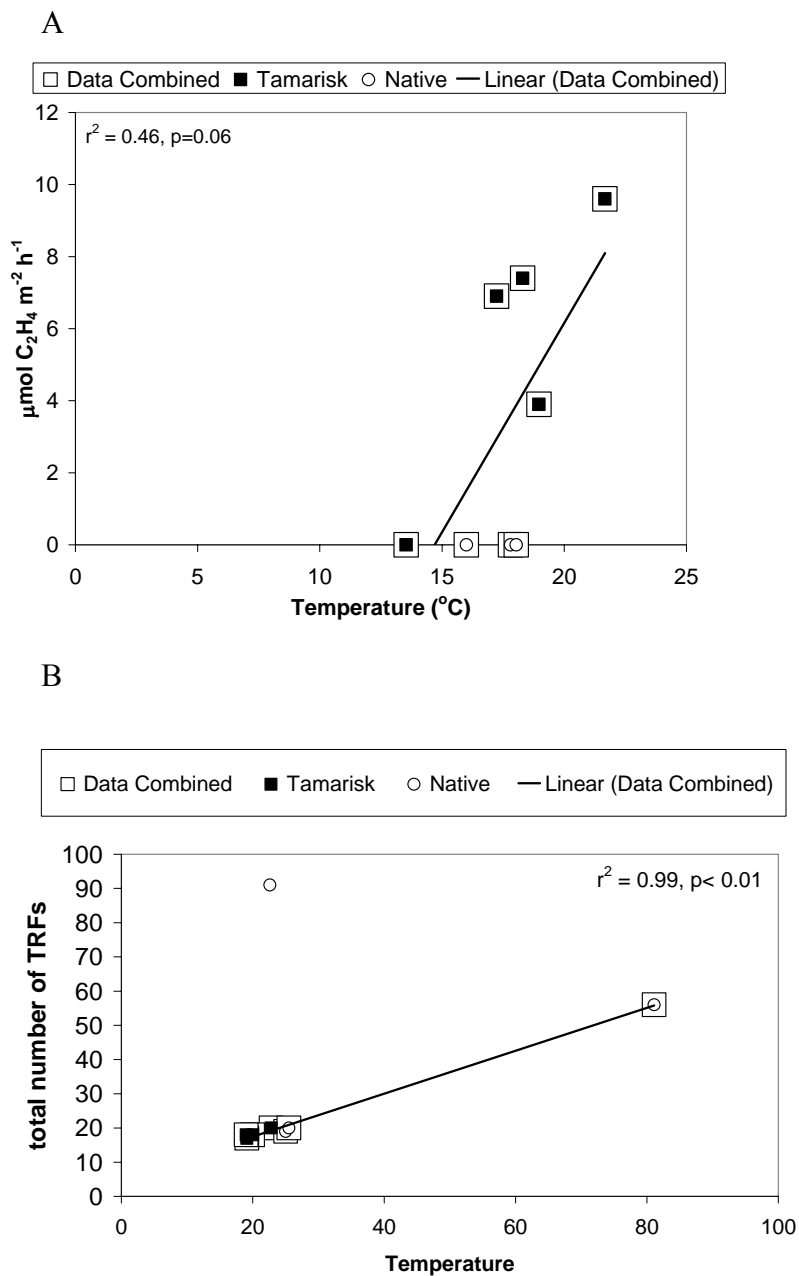 A
Data Combined Tamarisk Native Linear (Data Combined)
r² = 0.46, p=0.06
12
10
8
6
4
2
0
μmol C₂H₄ m⁻² h⁻¹
0 5 10 15 20 25
Temperature (°C)
B
Data Combined Tamarisk Native Linear (Data Combined)
r² = 0.99, p< 0.01
100
90
80
70
60
50
40
30
20
10
0
total number of TRFs
0 20 40 60 80 100
Temperature